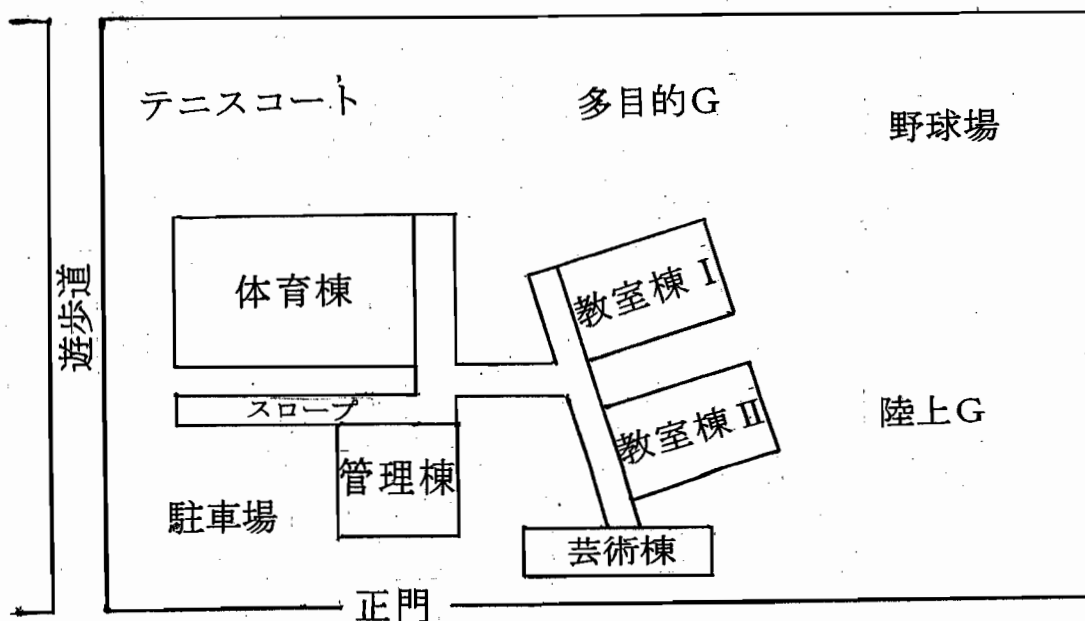 テニスコート
多目的G
野球場
体育棟
教室棟Ⅰ
遊歩道
スロープ
教室棟Ⅱ
陸上G
管理棟
駐車場
芸術棟
正門